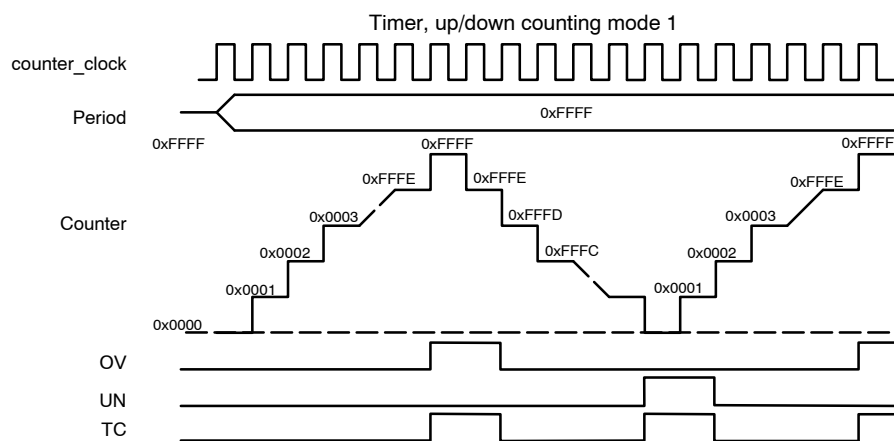 Timer, up/down counting mode 1
counter_clock
Period
0xFFFF
0xFFFF
0xFFFF
0xFFFF
0xFFFE
0xFFFE
0xFFFE
Counter
0x0003
0xFFFD
0x0003
0x0002
0xFFFC
0x0002
0x0001
0x0001
0x0000
OV
UN
TC